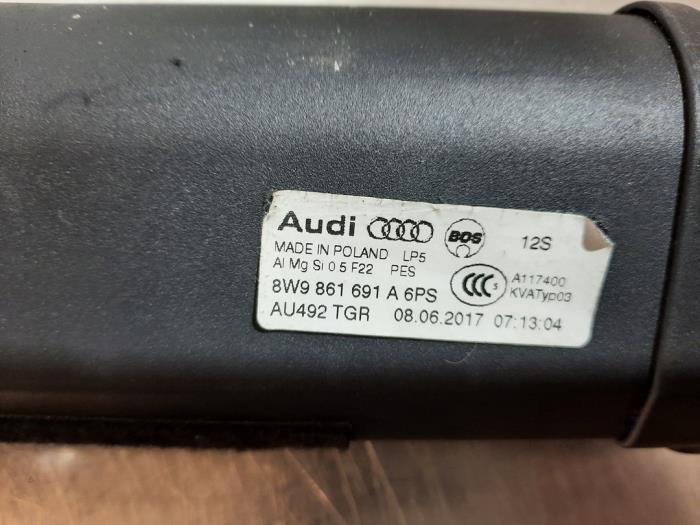 Audi BOS 12S
MADE IN POLAND LP5
Al Mg Si 0 5 F22 PES
8W9 861 691 A 6PS CCC S A117400
KVATyp03
AU492 TGR 08.06.2017 07:13:04